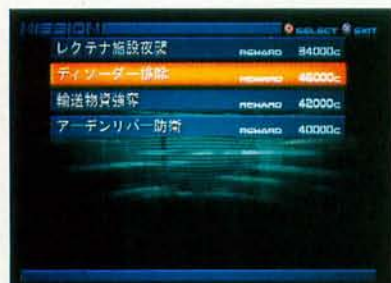 MISSION
SELECT EXIT
レクテナ施設夜襲 REWARD 34000c
ディソーダー排除 REWARD 46000c
輸送物資強奪 REWARD 42000c
アーデンリバー防衛 REWARD 40000c